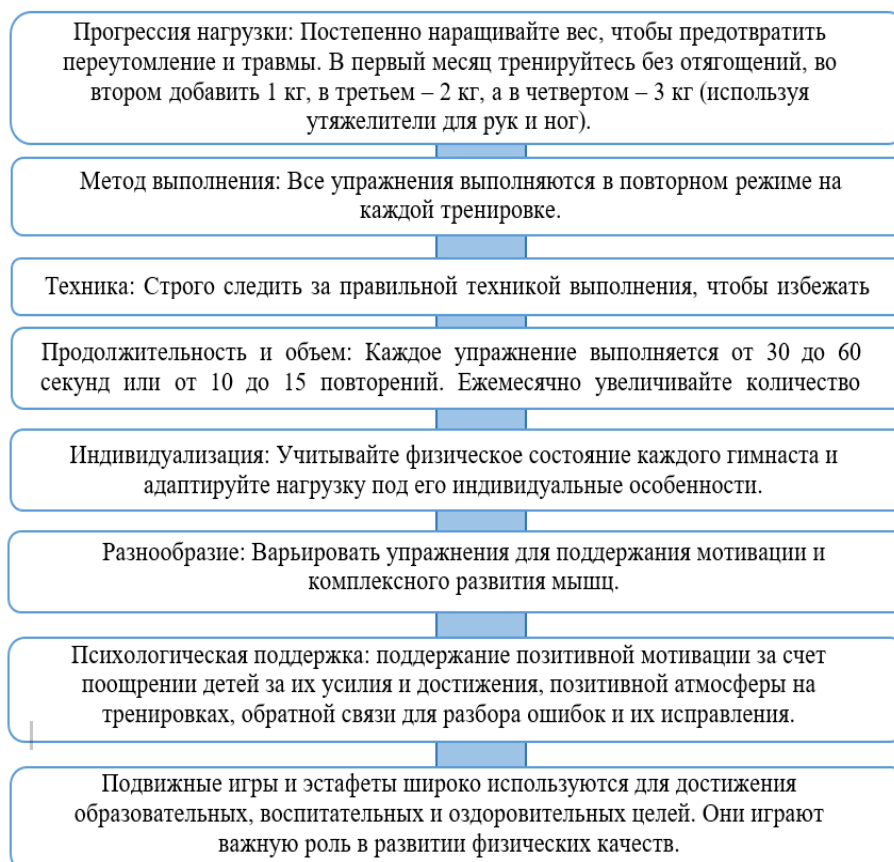 Прогрессия нагрузки: Постепенно наращивайте вес, чтобы предотвратить
переутомление и травмы. В первый месяц тренируйтесь без отягощений, во
втором добавить 1 кг, в третьем – 2 кг, а в четвертом – 3 кг (используя
утяжелители для рук и ног).
Метод выполнения: Все упражнения выполняются в повторном режиме на
каждой тренировке.
Техника: Строго следить за правильной техникой выполнения, чтобы избежать
Продолжительность и объем: Каждое упражнение выполняется от 30 до 60
секунд или от 10 до 15 повторений. Ежемесячно увеличивайте количество
Индивидуализация: Учитывайте физическое состояние каждого гимнаста и
адаптируйте нагрузку под его индивидуальные особенности.
Разнообразие: Варьировать упражнения для поддержания мотивации и
комплексного развития мышц.
Психологическая поддержка: поддержание позитивной мотивации за счет
поощрении детей за их усилия и достижения, позитивной атмосферы на
тренировках, обратной связи для разбора ошибок и их исправления.
Подвижные игры и эстафеты широко используются для достижения
образовательных, воспитательных и оздоровительных целей. Они играют
важную роль в развитии физических качеств.